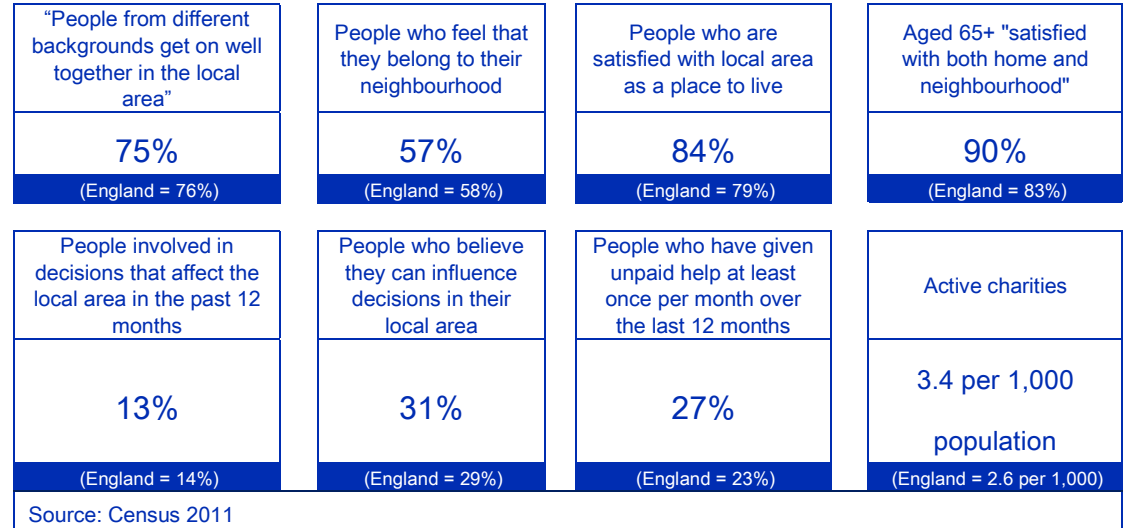 “People from different
backgrounds get on well
together in the local
area”
75%
(England = 76%)
People who feel that
they belong to their
neighbourhood
57%
(England = 58%)
People who are
satisfied with local area
as a place to live
84%
(England = 79%)
Aged 65+ "satisfied
with both home and
neighbourhood"
90%
(England = 83%)
People involved in
decisions that affect the
local area in the past 12
months
13%
(England = 14%)
People who believe
they can influence
decisions in their
local area
31%
(England = 29%)
People who have given
unpaid help at least
once per month over
the last 12 months
27%
(England = 23%)
Active charities
3.4 per 1,000
population
(England = 2.6 per 1,000)
Source: Census 2011